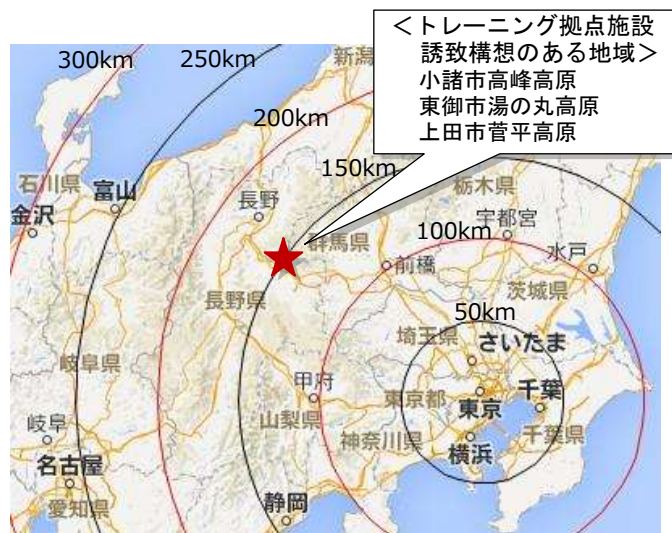 ＜トレーニング拠点施設
誘致構想のある地域＞
小諸市高峰高原
東御市湯の丸高原
上田市菅平高原
300km
250km
新潟
200km
150km
石川県
富山
栃木県
金沢
長野
100km
宇都宮
群馬県
前橋
水戸
長野県
茨城県
50km
埼玉県
さいたま
岐阜県
甲府
東京都
東京
千葉
山梨県
岐阜
神奈川県
横浜
千葉県
名古屋
愛知県
静岡